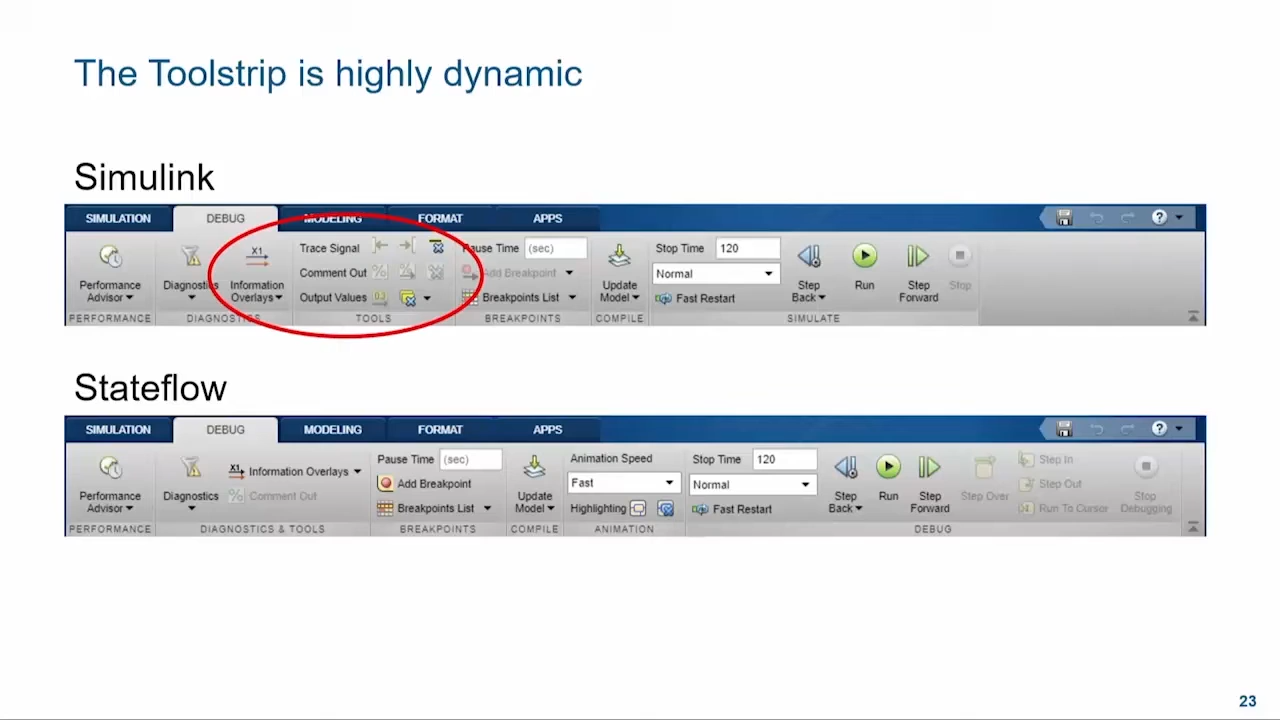 The Toolstrip is highly dynamic
Simulink
SIMULATION DEBUG MODELING FORMAT APPS ?
X1 Trace Signal Pause Time (sec) Stop Time 120
Comment Out Add Breakpoint Normal
Performance Advisor Diagnostics Information Overlays Output Values Breakpoints List Update Model Fast Restart Step Back Run Step Forward Stop
PERFORMANCE DIAGNOSTICS TOOLS BREAKPOINTS COMPILE SIMULATE
Stateflow
SIMULATION DEBUG MODELING FORMAT APPS ?
Pause Time (sec) Animation Speed Stop Time 120 Step In
X1 Information Overlays Add Breakpoint Fast Normal Step Out
Performance Advisor Diagnostics Comment Out Breakpoints List Update Model Highlighting Fast Restart Step Back Run Step Forward Step Over Run To Cursor Stop Debugging
PERFORMANCE DIAGNOSTICS & TOOLS BREAKPOINTS COMPILE ANIMATION DEBUG
23